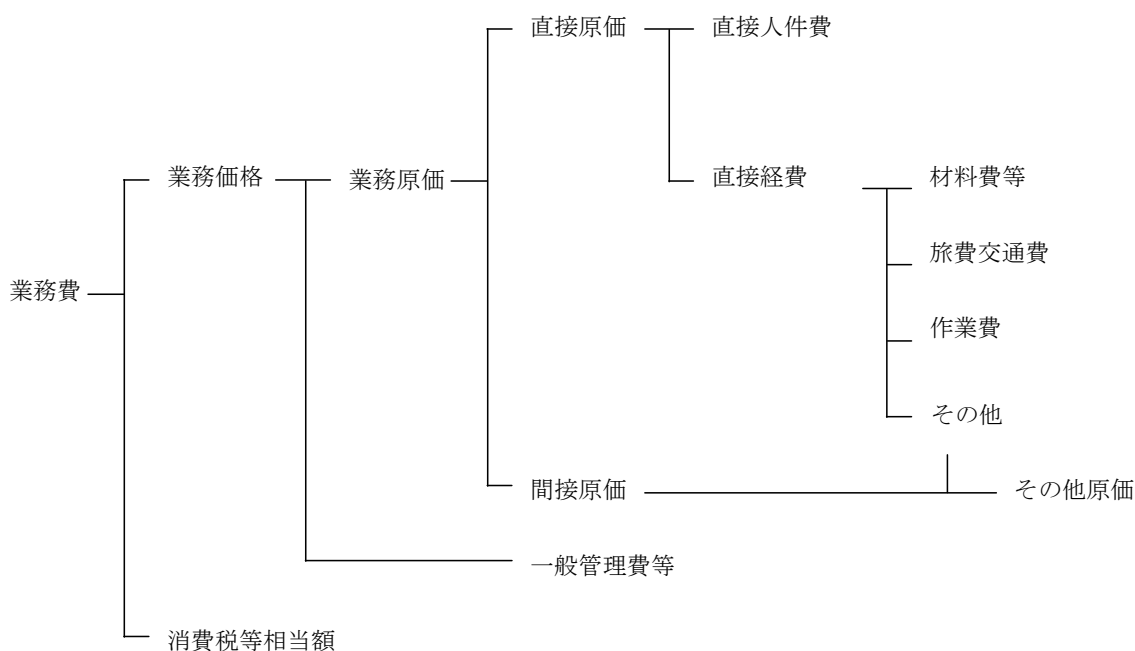 直接原価 直接人件費
業務価格 業務原価 直接経費 材料費等
旅費交通費
業務費
作業費
その他
間接原価 その他原価
一般管理費等
消費税等相当額